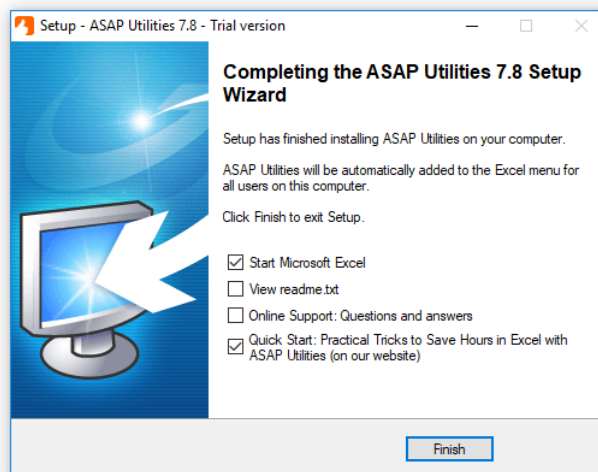 Setup - ASAP Utilities 7.8 - Trial version
Completing the ASAP Utilities 7.8 Setup
Wizard
Setup has finished installing ASAP Utilities on your computer.
ASAP Utilities will be automatically added to the Excel menu for
all users on this computer.
Click Finish to exit Setup.
Start Microsoft Excel
View readme.txt
Online Support: Questions and answers
Quick Start: Practical Tricks to Save Hours in Excel with
ASAP Utilities (on our website)
Finish